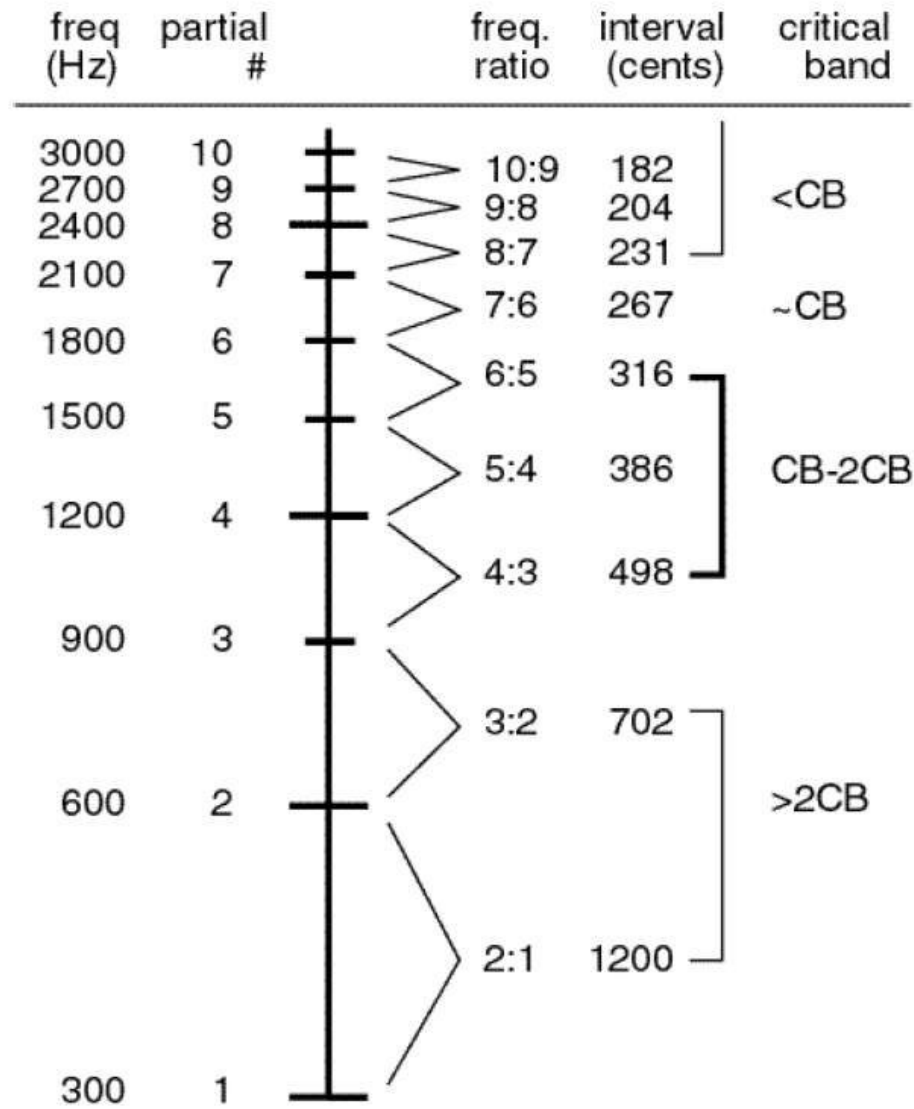 freq partial freq. interval critical
(Hz) # ratio (cents) band
3000 10
10:9 182
2700 9
<CB
9:8 204
2400 8
8:7 231
2100 7
7:6 267 ~CB
1800 6
6:5 316
1500 5
5:4 386 CB-2CB
1200 4
4:3 498
900 3
3:2 702
600 2 >2CB
2:1 1200
300 1